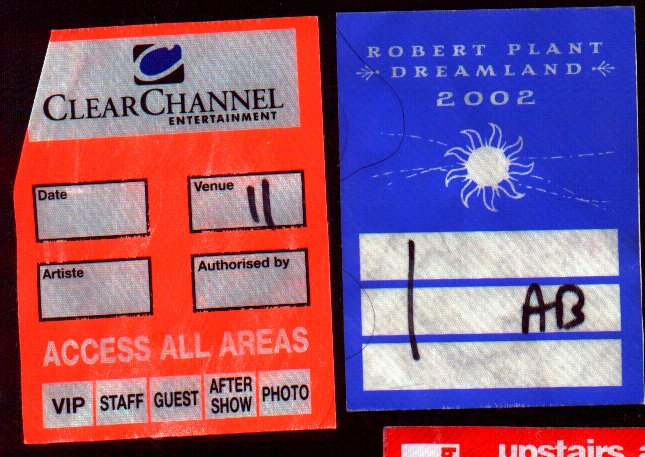 CLEARCHANNEL
ENTERTAINMENT
Date
Venue 11
Artiste
Authorised by
ACCESS ALL AREAS
VIP STAFF GUEST AFTER SHOW PHOTO
ROBERT PLANT
DREAMLAND
2002
AB
upstairs a